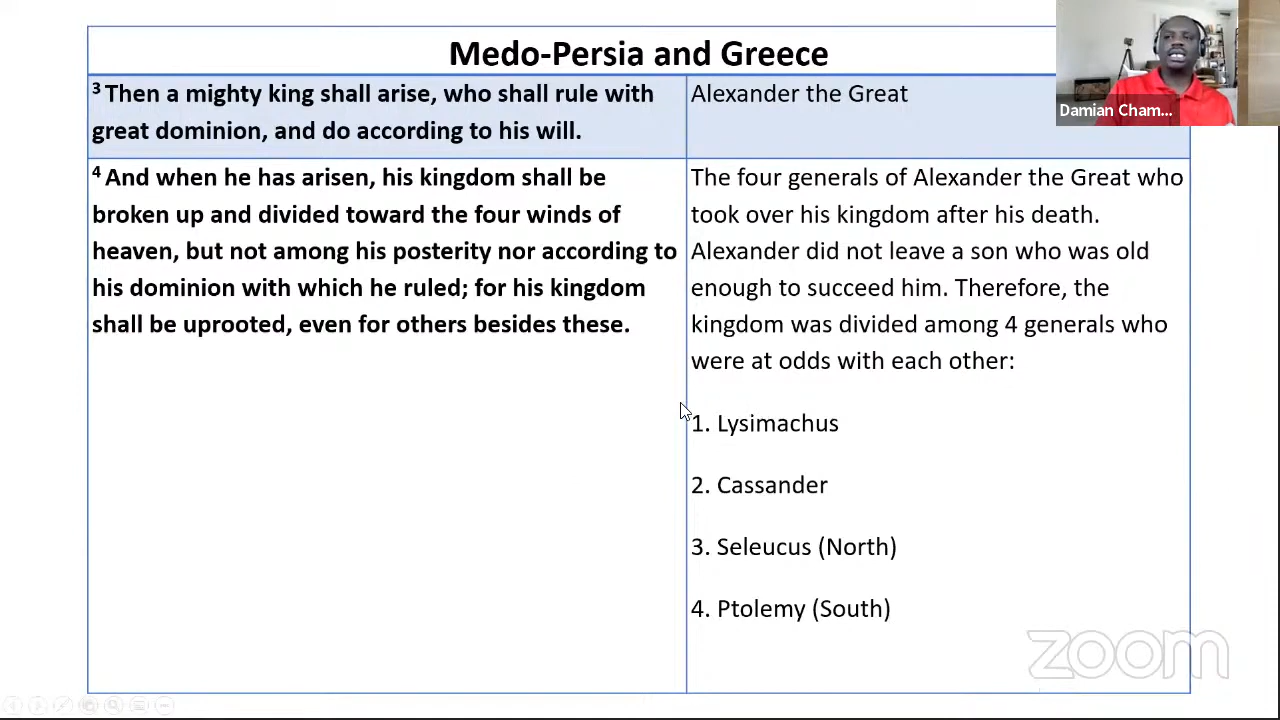 Medo-Persia and Greece
3 Then a mighty king shall arise, who shall rule with
great dominion, and do according to his will.
Alexander the Great
4 And when he has arisen, his kingdom shall be
broken up and divided toward the four winds of
heaven, but not among his posterity nor according to
his dominion with which he ruled; for his kingdom
shall be uprooted, even for others besides these.
The four generals of Alexander the Great who
took over his kingdom after his death.
Alexander did not leave a son who was old
enough to succeed him. Therefore, the
kingdom was divided among 4 generals who
were at odds with each other:
1. Lysimachus
2. Cassander
3. Seleucus (North)
4. Ptolemy (South)
Damian Cham...
zoom